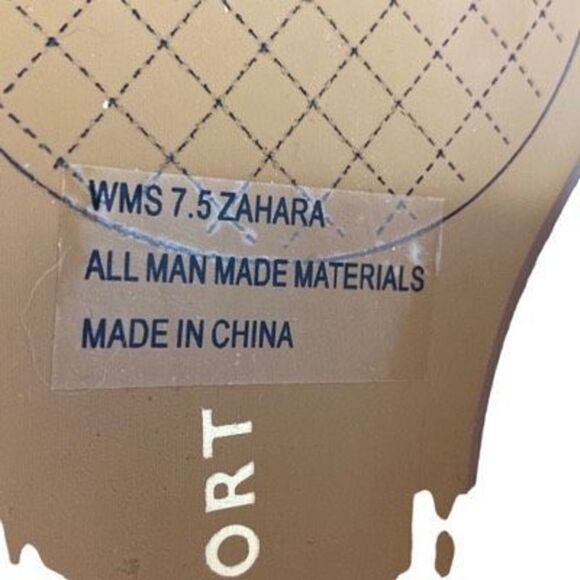 WMS 7.5 ZAHARA
ALL MAN MADE MATERIALS
MADE IN CHINA
ORT